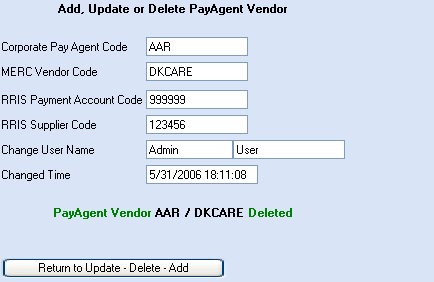 Add, Update or Delete PayAgent Vendor
Corporate Pay Agent Code AAR
MERC Vendor Code DKCARE
RRIS Payment Account Code 999999
RRIS Supplier Code 123456
Change User Name Admin User
Changed Time 5/31/2006 18:11:08
PayAgent Vendor AAR / DKCARE Deleted
Return to Update - Delete - Add